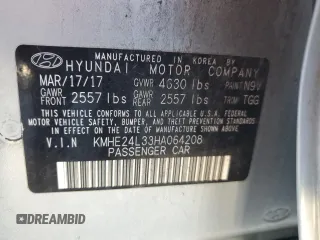 MANUFACTURED IN KOREA BY
HYUNDAI MOTOR COMPANY
MAR/17/17 GVWR 4630 lbs PAINT N9V
GAWR FRONT 2557 lbs GAWR REAR 2557 lbs TRIM TGG
THIS VEHICLE CONFORMS TO ALL APPLICABLE
U.S. FEDERAL MOTOR VEHICLE SAFETY, BUMPER, AND
THEFT PREVENTION STANDARDS IN EFFECT ON THE
DATE OF MANUFACTURE SHOWN ABOVE.
V.I.N KMHE24L33HA064208
PASSENGER CAR
DREAMBID